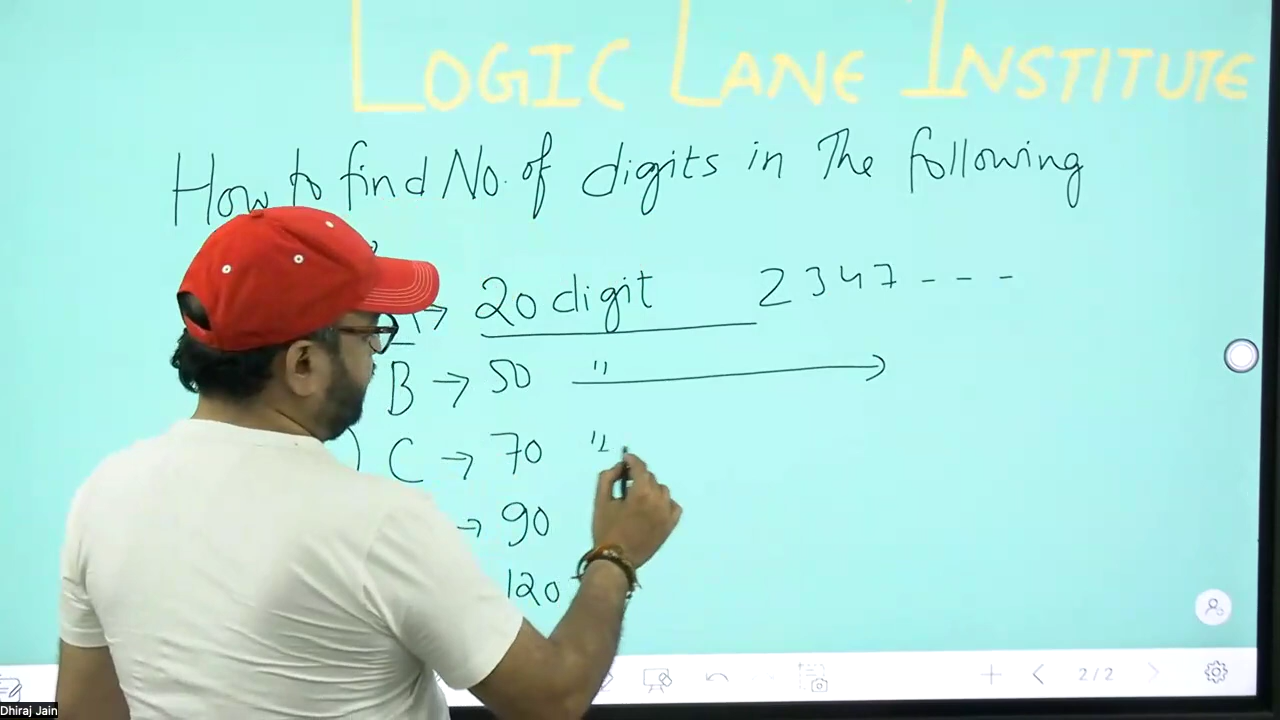 LOGIC LANE INSTITUTE
How to find No. of digits in The following
→ 20 digit 2347 - - -
B → 50 "
C → 70 "
→ 90
120
2/2
Dhiraj Jain